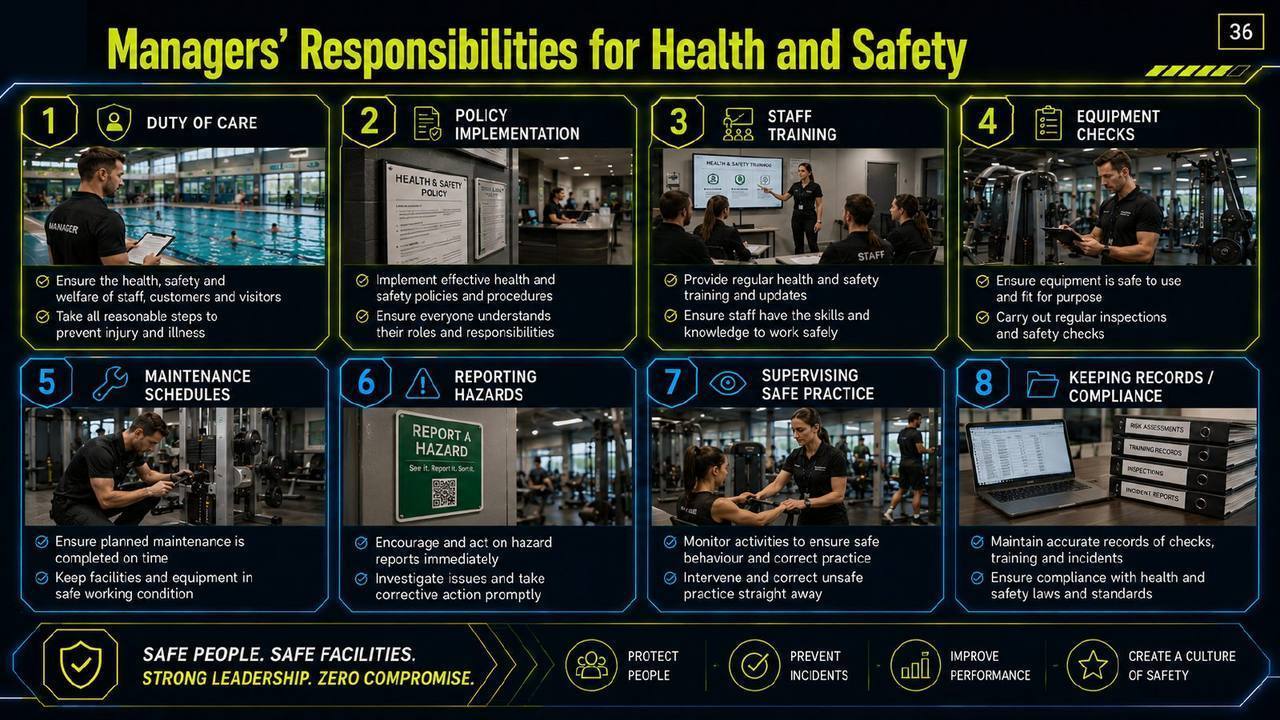 Managers' Responsibilities for Health and Safety
36
1
DUTY OF CARE
MANAGER
Ensure the health, safety and
welfare of staff, customers and visitors
Take all reasonable steps to
prevent injury and illness
2
POLICY
IMPLEMENTATION
HEALTH & SAFETY
POLICY
Implement effective health and
safety policies and procedures
Ensure everyone understands
their roles and responsibilities
3
STAFF
TRAINING
HEALTH & SAFETY
STAFF
Provide regular health and safety
training and updates
Ensure staff have the skills and
knowledge to work safely
4
EQUIPMENT
CHECKS
Ensure equipment is safe to use
and fit for purpose
Carry out regular inspections
and safety checks
5
MAINTENANCE
SCHEDULES
Ensure planned maintenance is
completed on time
Keep facilities and equipment in
safe working condition
6
REPORTING
HAZARDS
REPORT A
HAZARD
See it. Report it.
Encourage and act on hazard
reports immediately
Investigate issues and take
corrective action promptly
7
SUPERVISING
SAFE PRACTICE
Monitor activities to ensure safe
behaviour and correct practice
Intervene and correct unsafe
practice straight away
8
KEEPING RECORDS /
COMPLIANCE
RISK ASSESSMENTS
TRAINING RECORDS
INSPECTIONS
INCIDENT REPORTS
Maintain accurate records of checks,
training and incidents
Ensure compliance with health and
safety laws and standards
SAFE PEOPLE. SAFE FACILITIES.
STRONG LEADERSHIP. ZERO COMPROMISE.
PROTECT
PEOPLE
PREVENT
INCIDENTS
IMPROVE
PERFORMANCE
CREATE A CULTURE
OF SAFETY